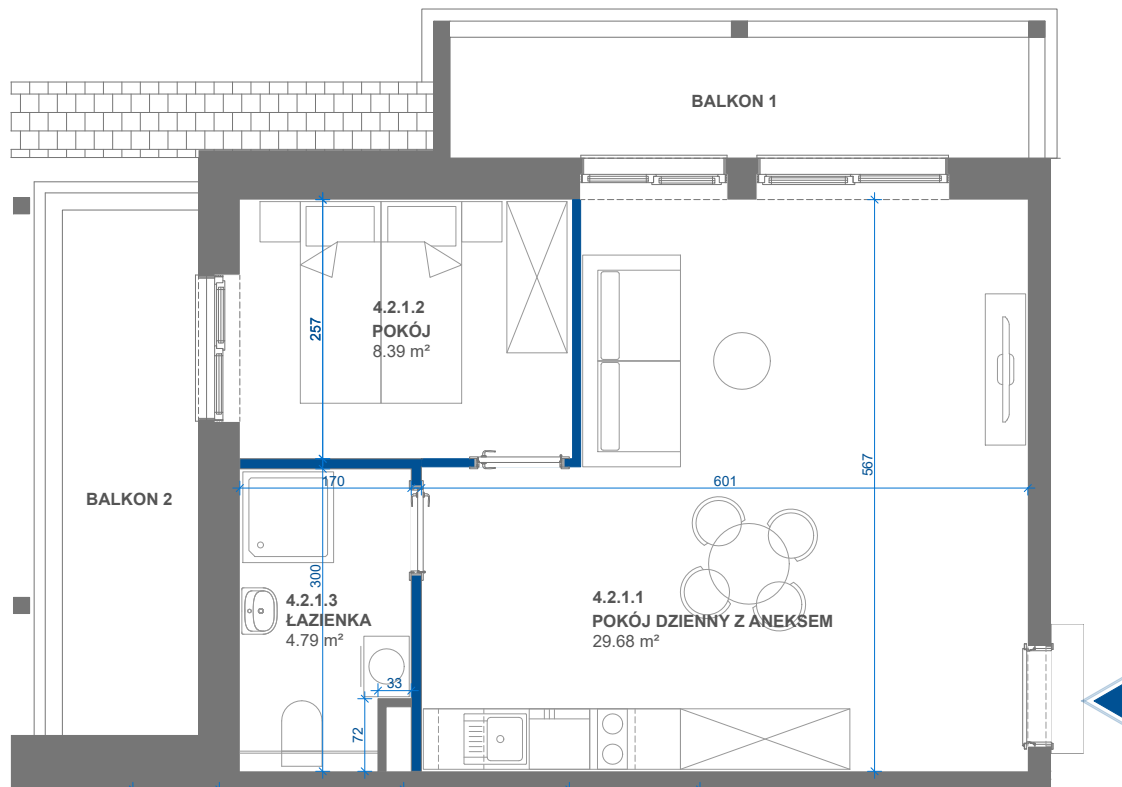 BALKON 1
4.2.1.2
POKÓJ
8.39 m²
257
567
170
601
BALKON 2
300
4.2.1.3
ŁAZIENKA
4.79 m²
4.2.1.1
POKÓJ DZIENNY Z ANEKSEM
29.68 m²
33
72